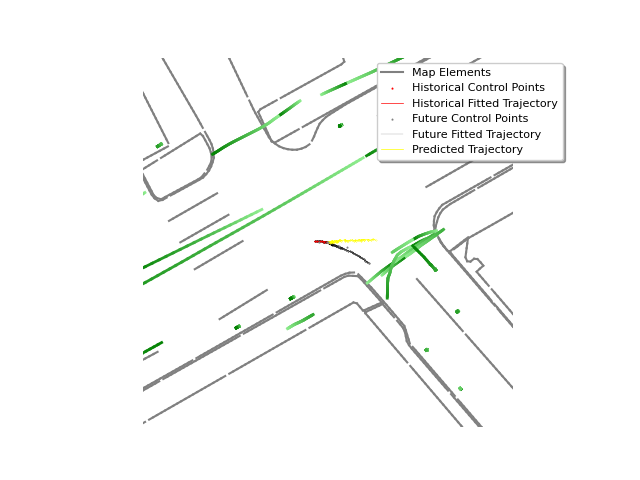 Map Elements
Historical Control Points
Historical Fitted Trajectory
Future Control Points
Future Fitted Trajectory
Predicted Trajectory